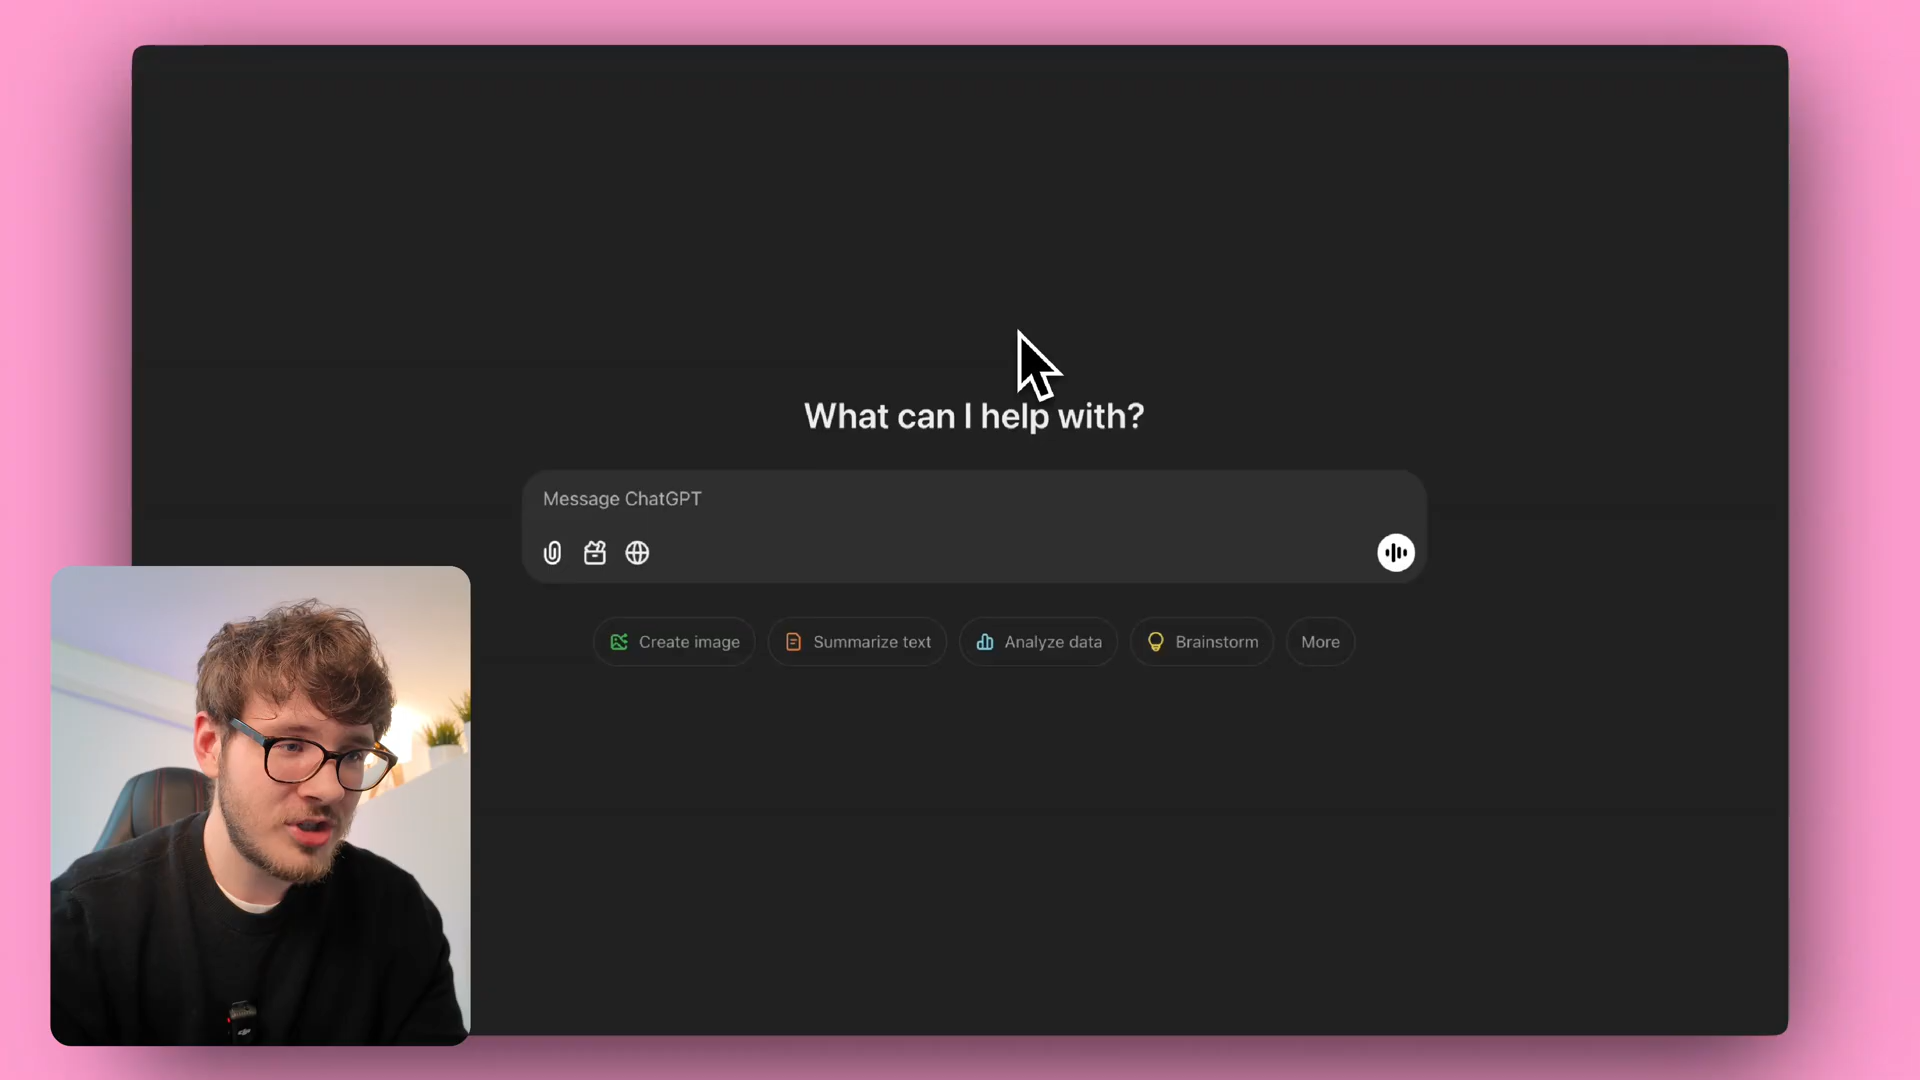 What can I help with?
Message ChatGPT
Create image
Summarize text
Analyze data
Brainstorm
More